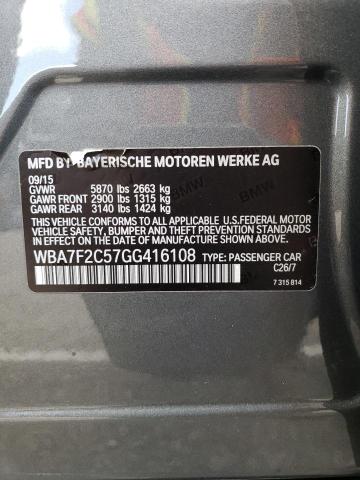 MFD BY BAYERISCHE MOTOREN WERKE AG
09/15
GVWR 5870 lbs 2663 kg
GAWR FRONT 2900 lbs 1315 kg
GAWR REAR 3140 lbs 1424 kg
THIS VEHICLE CONFORMS TO ALL APPLICABLE U.S.FEDERAL MOTOR
VEHICLE SAFETY, BUMPER AND THEFT PREVENTION STANDARDS
IN EFFECT ON THE DATE OF MANUFACTURE SHOWN ABOVE.
WBA7F2C57GG416108 TYPE: PASSENGER CAR
C26/7
7 315 814